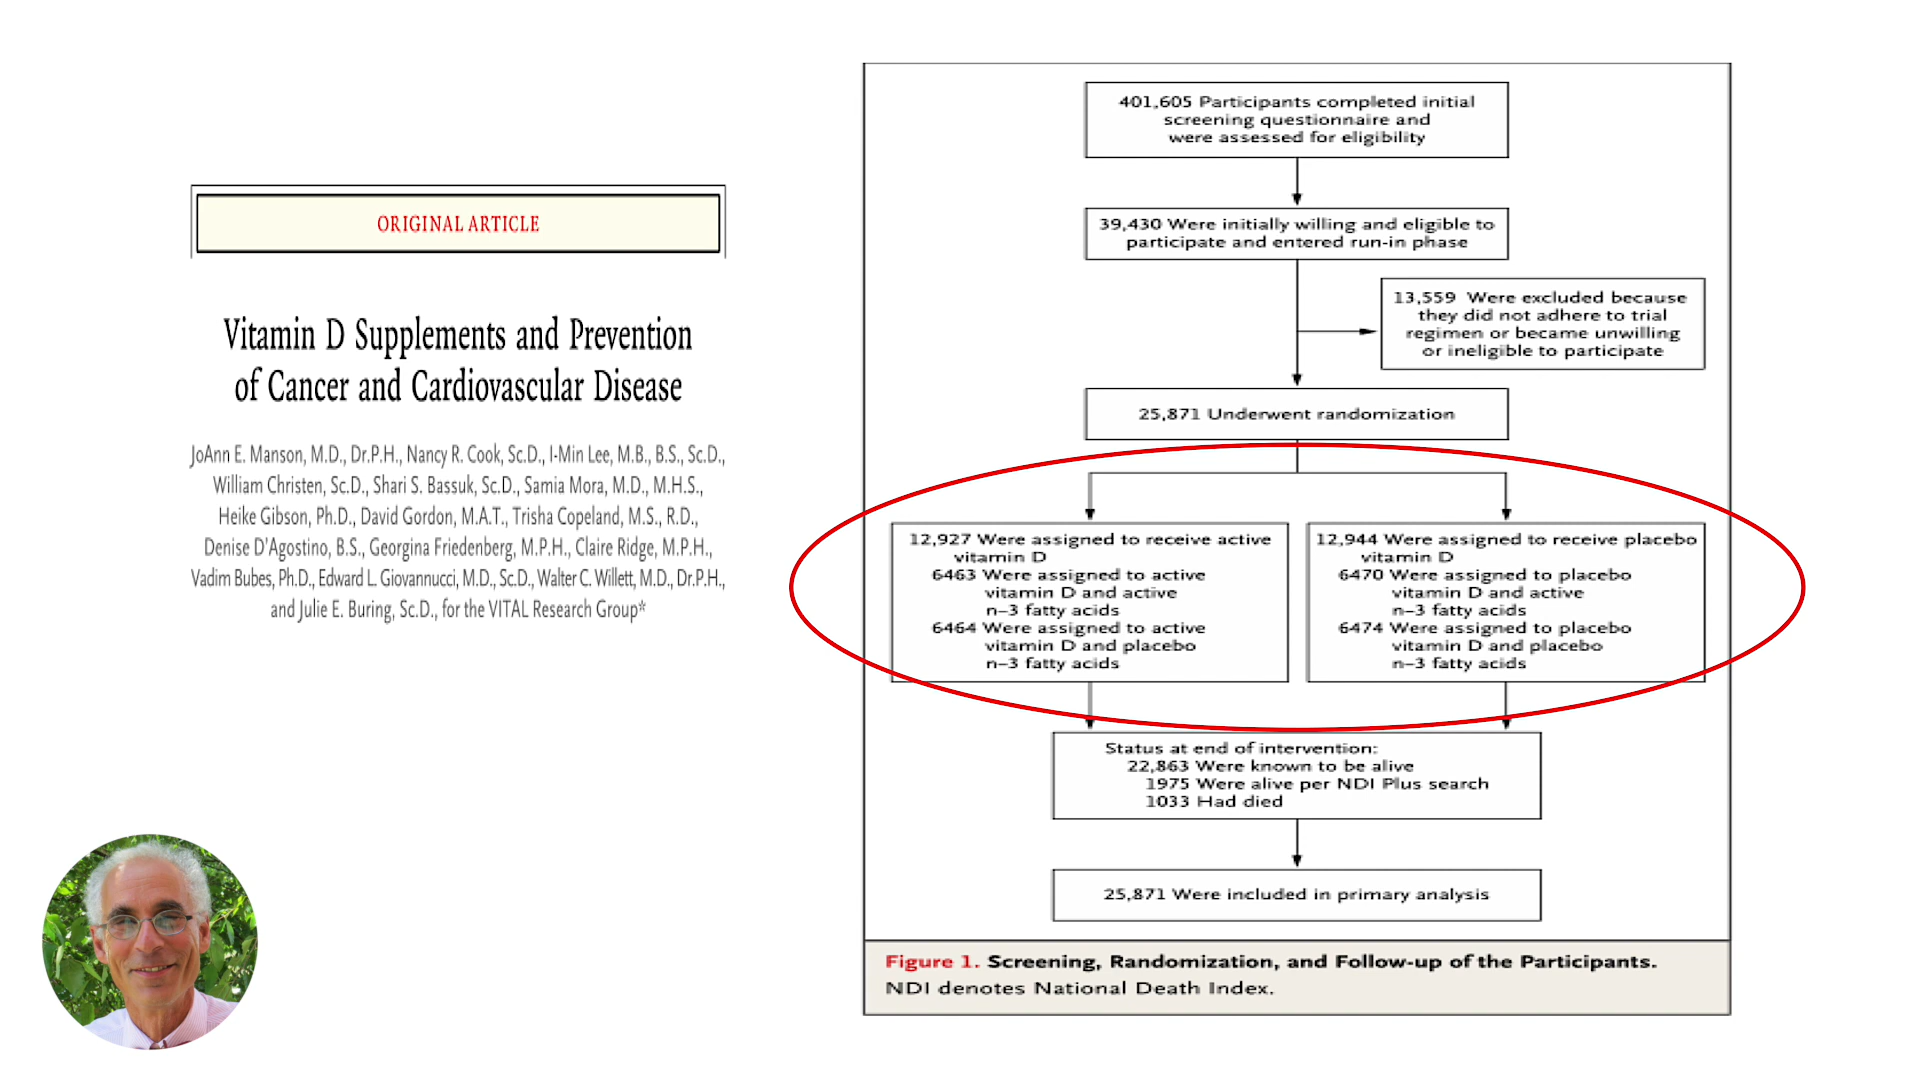 ORIGINAL ARTICLE
Vitamin D Supplements and Prevention
of Cancer and Cardiovascular Disease
JoAnn E. Manson, M.D., Dr.P.H., Nancy R. Cook, Sc.D., I-Min Lee, M.B., B.S., Sc.D.,
William Christen, Sc.D., Shari S. Bassuk, Sc.D., Samia Mora, M.D., M.H.S.,
Heike Gibson, Ph.D., David Gordon, M.A.T., Trisha Copeland, M.S., R.D.,
Denise D'Agostino, B.S., Georgina Friedenberg, M.P.H., Claire Ridge, M.P.H.,
Vadim Bubes, Ph.D., Edward L. Giovannucci, M.D., Sc.D., Walter C. Willett, M.D., Dr.P.H.,
and Julie E. Buring, Sc.D., for the VITAL Research Group*
401,605 Participants completed initial
screening questionnaire and
were assessed for eligibility
39,430 Were initially willing and eligible to
participate and entered run-in phase
13,559 Were excluded because
they did not adhere to trial
regimen or became unwilling
or ineligible to participate
25,871 Underwent randomization
12,927 Were assigned to receive active
vitamin D
6463 Were assigned to active
vitamin D and active
n–3 fatty acids
6464 Were assigned to active
vitamin D and placebo
n–3 fatty acids
12,944 Were assigned to receive placebo
vitamin D
6470 Were assigned to placebo
vitamin D and active
n–3 fatty acids
6474 Were assigned to placebo
vitamin D and placebo
n–3 fatty acids
Status at end of intervention:
22,863 Were known to be alive
1975 Were alive per NDI Plus search
1033 Had died
25,871 Were included in primary analysis
Figure 1. Screening, Randomization, and Follow-up of the Participants.
NDI denotes National Death Index.